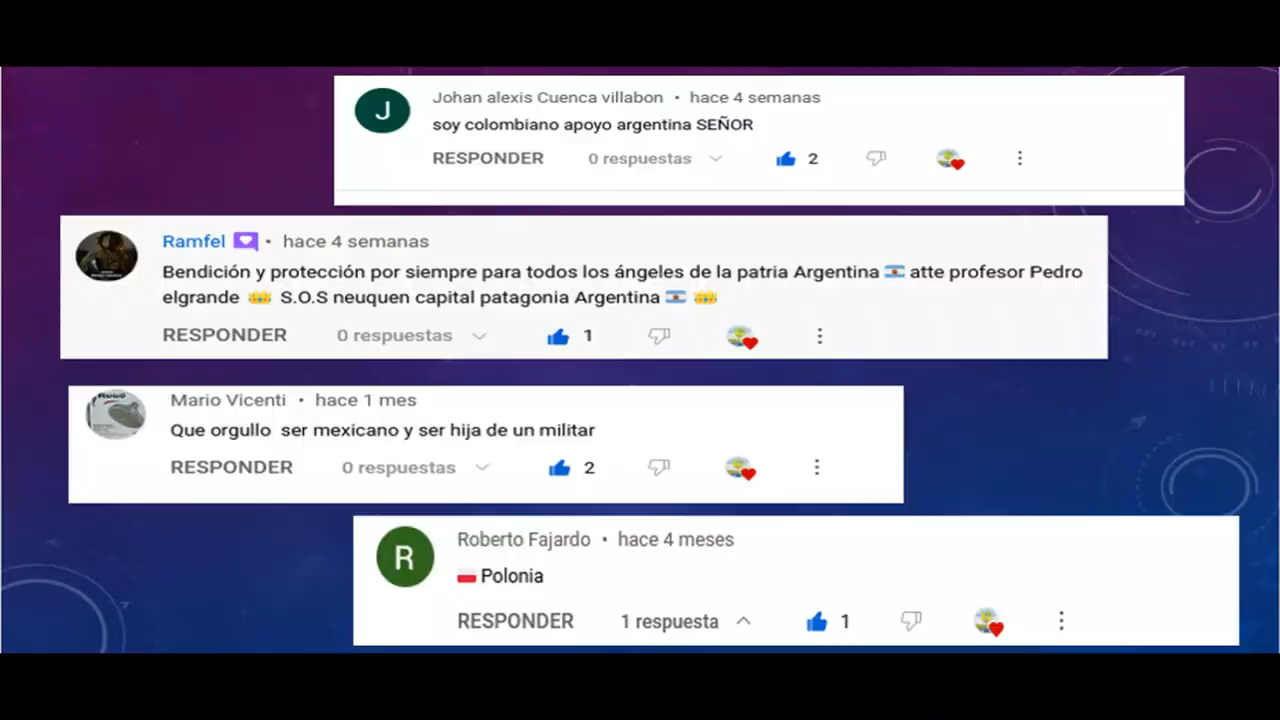 J
Johan alexis Cuenca villabon • hace 4 semanas
soy colombiano apoyo argentina SEÑOR
RESPONDER 0 respuestas 2
Ramfel • hace 4 semanas
Bendición y protección por siempre para todos los ángeles de la patria Argentina 🇦🇷 atte profesor Pedro
elgrande 👑 S.O.S neuquen capital patagonia Argentina 🇦🇷 👑
RESPONDER 0 respuestas 1
Mario Vicenti • hace 1 mes
Que orgullo ser mexicano y ser hija de un militar
RESPONDER 0 respuestas 2
R
Roberto Fajardo • hace 4 meses
🇵🇱 Polonia
RESPONDER 1 respuesta 1